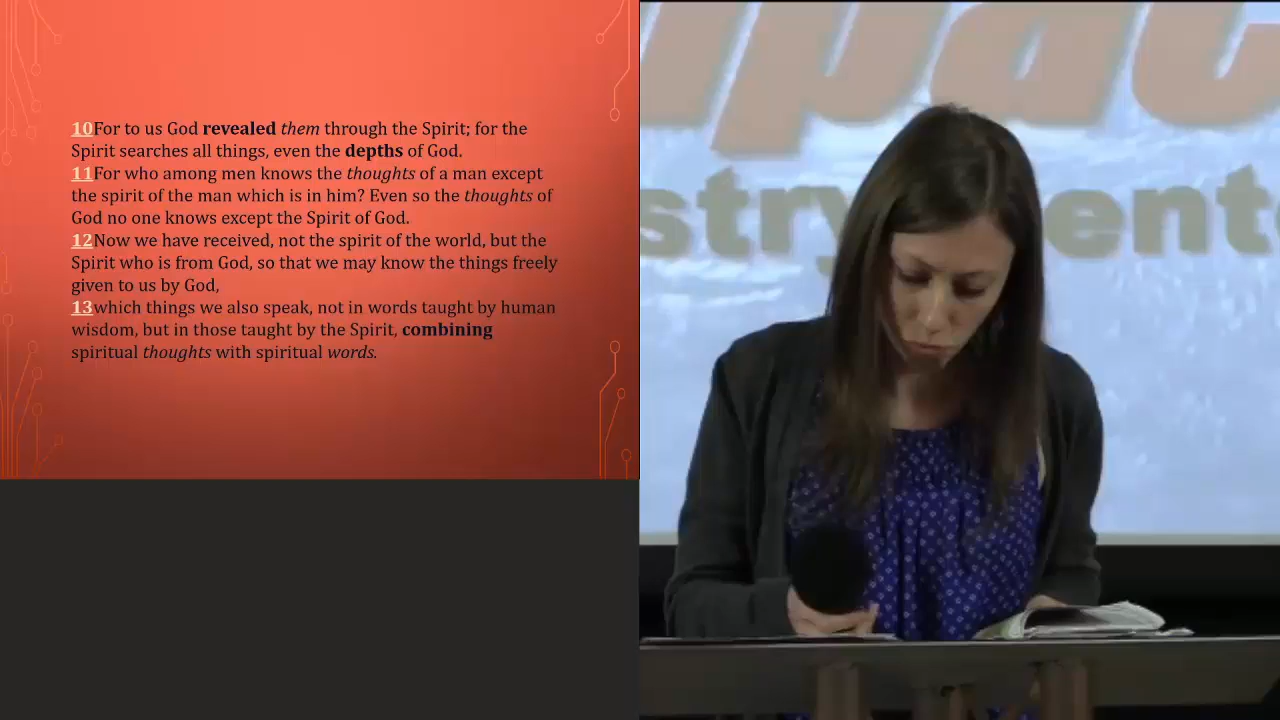 10For to us God revealed them through the Spirit; for the
Spirit searches all things, even the depths of God.
11For who among men knows the thoughts of a man except
the spirit of the man which is in him? Even so the thoughts of
God no one knows except the Spirit of God.
12Now we have received, not the spirit of the world, but the
Spirit who is from God, so that we may know the things freely
given to us by God,
13which things we also speak, not in words taught by human
wisdom, but in those taught by the Spirit, combining
spiritual thoughts with spiritual words.